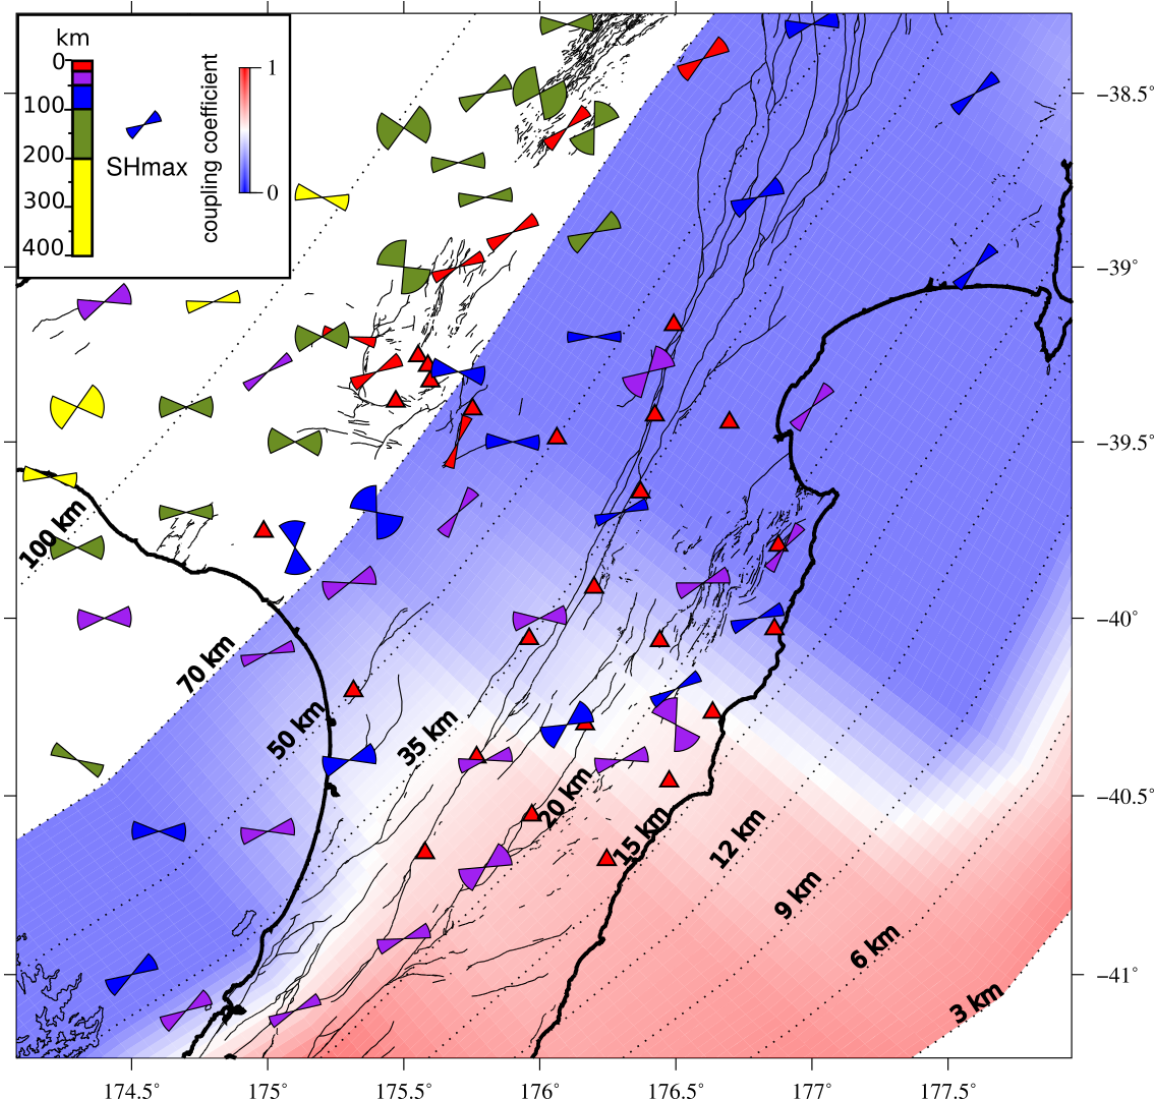 km
0
100
200
300
400
SHmax
coupling coefficient
1
0
−38.5°
−39°
−39.5°
−40°
−40.5°
−41°
100 km
70 km
50 km
35 km
20 km
15 km
12 km
9 km
6 km
3 km
174.5°
175°
175.5°
176°
176.5°
177°
177.5°